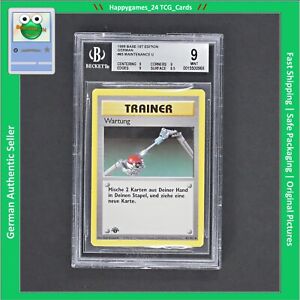 Happygames_24 TCG_Cards
German Authentic Seller
Fast Shipping | Safe Packaging | Discount Options
BECKETT
1999 BASE 1ST EDITION
GERMAN
#83 MAINTENANCE U
CENTERING 9
CORNERS 9
EDGES 9
SURFACE 9.5
9
MINT
TRAINER
Wartung
Mische 2 Karten aus Deiner Hand
in Deinen Stapel, und ziehe eine
neue Karte.